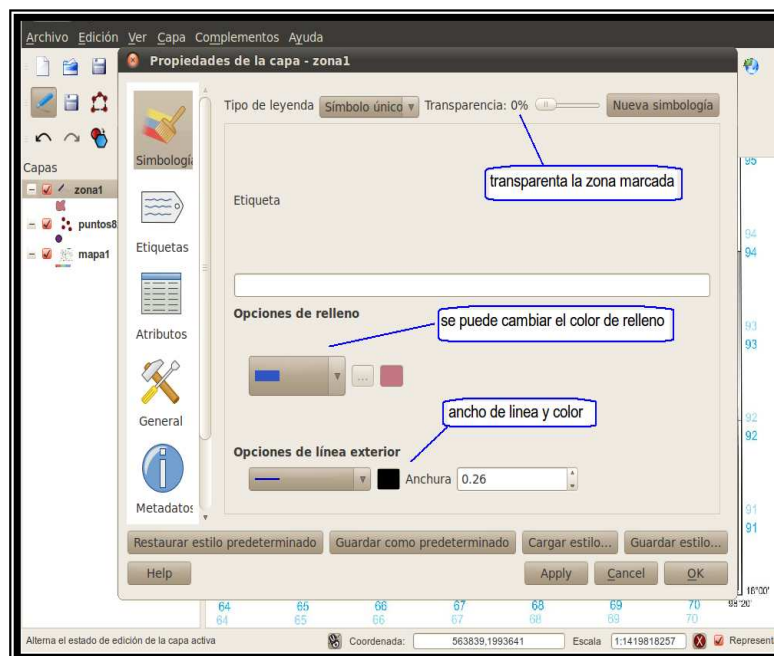 Archivo Edición Ver Capa Complementos Ayuda
Propiedades de la capa - zona1
Tipo de leyenda Símbolo único Transparencia: 0% Nueva simbología
transparenta la zona marcada
Capas
zona1
puntos8
mapa1
Simbologí
Etiquetas
Atributos
General
Metadatos
Etiqueta
Opciones de relleno
se puede cambiar el color de relleno
...
ancho de linea y color
Opciones de línea exterior
Anchura 0.26
Restaurar estilo predeterminado Guardar como predeterminado Cargar estilo... Guardar estilo...
Help Apply Cancel OK
95
94
94
93
93
92
92
91
91
16°00'
98°20'
64 65 66 67 68 69 70
64 65 66 67 68 69 70
Alterna el estado de edición de la capa activa Coordenada: 563839,1993641 Escala 1:1419818257 Represent